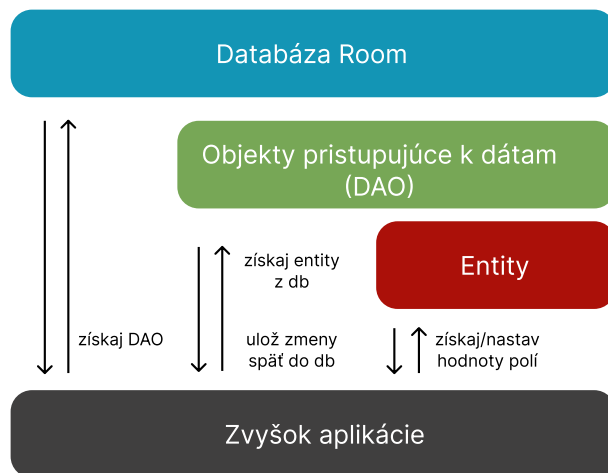 Databáza Room
Objekty pristupujúce k dátam
(DAO)
získaj entity
z db
Entity
získaj DAO
ulož zmeny
späť do db
získaj/nastav
hodnoty polí
Zvyšok aplikácie